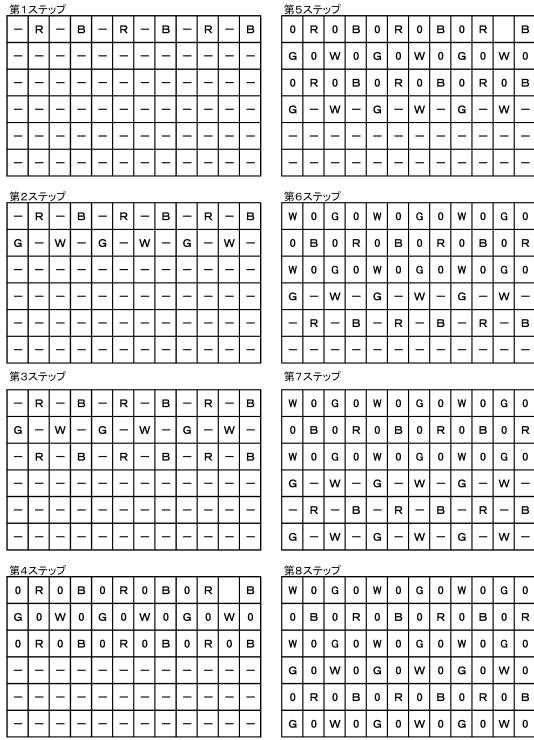 第1ステップ
— R — B — R — B — R — B
— — — — — — — — — — — —
— — — — — — — — — — — —
— — — — — — — — — — — —
— — — — — — — — — — — —
— — — — — — — — — — — —
第2ステップ
— R — B — R — B — R — B
G — W — G — W — G — W —
— — — — — — — — — — — —
— — — — — — — — — — — —
— — — — — — — — — — — —
— — — — — — — — — — — —
第3ステップ
— R — B — R — B — R — B
G — W — G — W — G — W —
— R — B — R — B — R — B
— — — — — — — — — — — —
— — — — — — — — — — — —
— — — — — — — — — — — —
第4ステップ
0 R 0 B 0 R 0 B 0 R B
G 0 W 0 G 0 W 0 G 0 W 0
0 R 0 B 0 R 0 B 0 R 0 B
— — — — — — — — — — — —
— — — — — — — — — — — —
— — — — — — — — — — — —
第5ステップ
0 R 0 B 0 R 0 B 0 R B
G 0 W 0 G 0 W 0 G 0 W 0
0 R 0 B 0 R 0 B 0 R 0 B
G — W — G — W — G — W —
— — — — — — — — — — — —
— — — — — — — — — — — —
第6ステップ
W 0 G 0 W 0 G 0 W 0 G 0
0 B 0 R 0 B 0 R 0 B 0 R
W 0 G 0 W 0 G 0 W 0 G 0
G — W — G — W — G — W —
— R — B — R — B — R — B
— — — — — — — — — — — —
第7ステップ
W 0 G 0 W 0 G 0 W 0 G 0
0 B 0 R 0 B 0 R 0 B 0 R
W 0 G 0 W 0 G 0 W 0 G 0
G — W — G — W — G — W —
— R — B — R — B — R — B
G — W — G — W — G — W —
第8ステップ
W 0 G 0 W 0 G 0 W 0 G 0
0 B 0 R 0 B 0 R 0 B 0 R
W 0 G 0 W 0 G 0 W 0 G 0
G 0 W 0 G 0 W 0 G 0 W 0
0 R 0 B 0 R 0 B 0 R 0 B
G 0 W 0 G 0 W 0 G 0 W 0